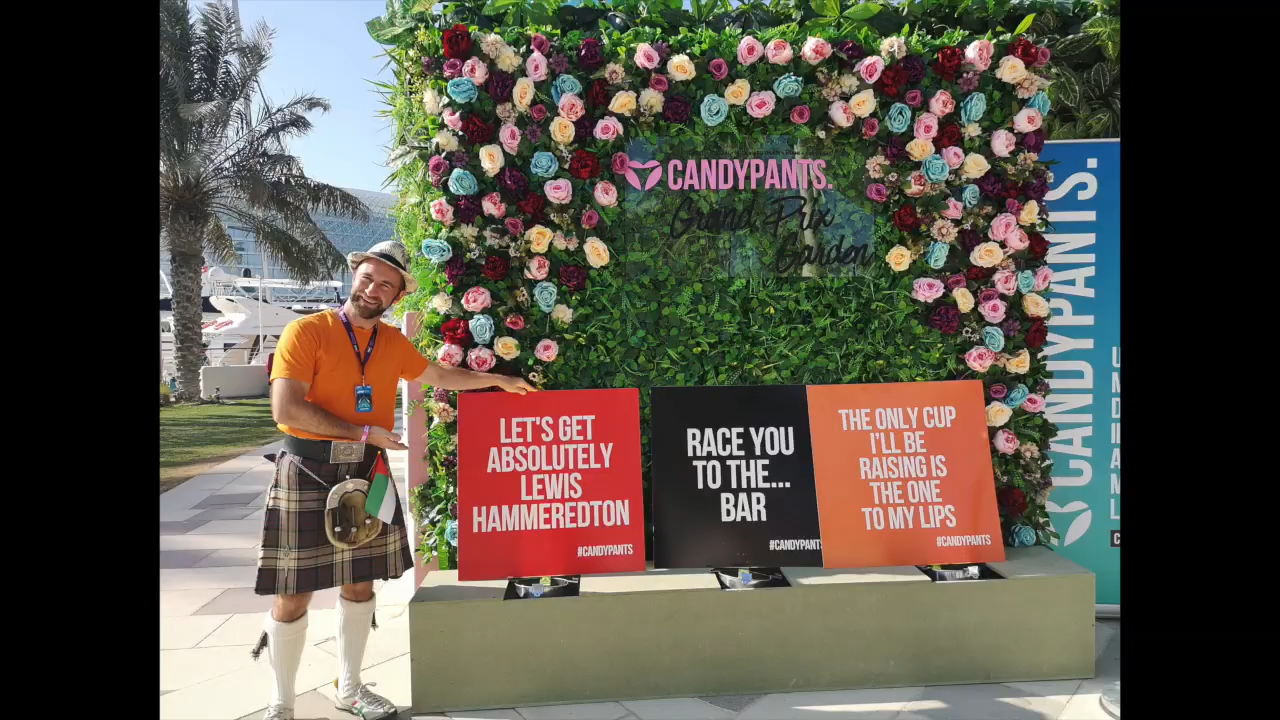 CANDYPANTS.
Grand Prix
Garden
LET'S GET
ABSOLUTELY
LEWIS
HAMMEREDTON
#CANDYPANTS
RACE YOU
TO THE...
BAR
#CANDYPANTS
THE ONLY CUP
I'LL BE
RAISING IS
THE ONE
TO MY LIPS
#CANDYPANTS
CANDYPANTS.